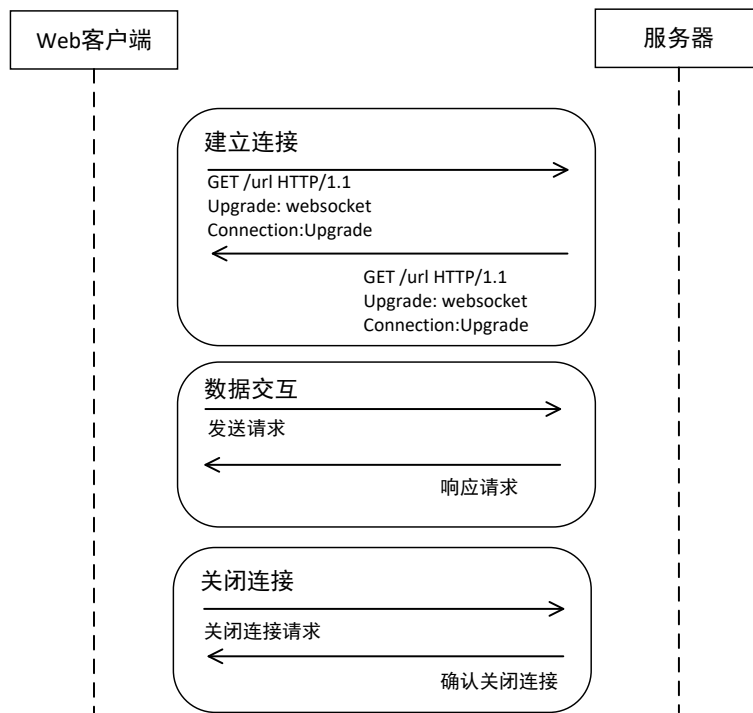 Web客户端
服务器
建立连接
GET /url HTTP/1.1
Upgrade: websocket
Connection:Upgrade
GET /url HTTP/1.1
Upgrade: websocket
Connection:Upgrade
数据交互
发送请求
响应请求
关闭连接
关闭连接请求
确认关闭连接